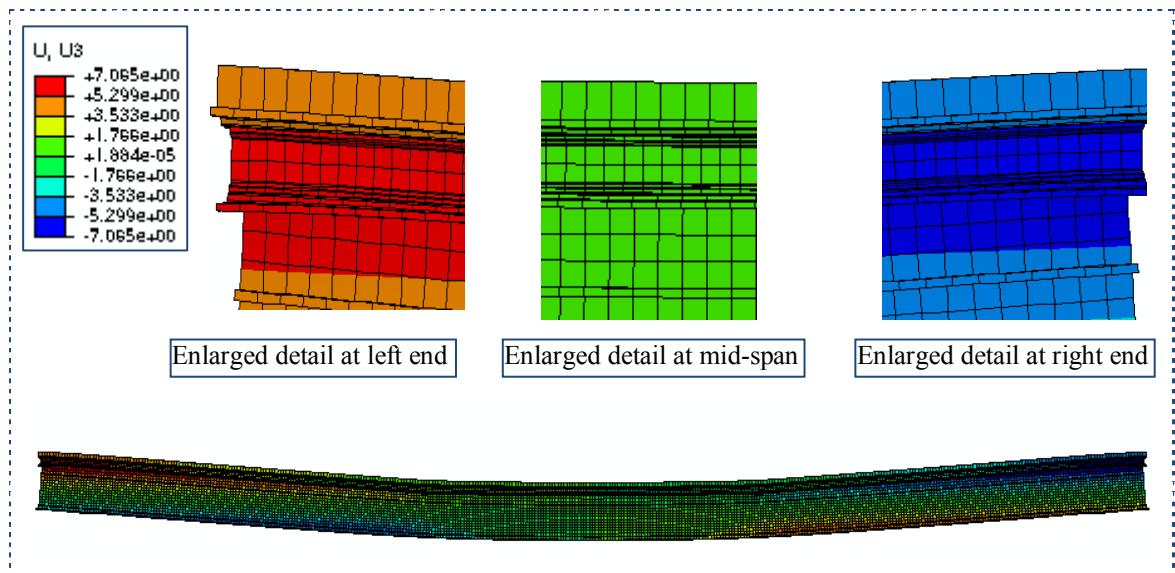 U, U3
+7.065e+00
+5.299e+00
+3.533e+00
+1.766e+00
+1.884e-05
-1.766e+00
-3.533e+00
-5.299e+00
-7.065e+00
Enlarged detail at left end
Enlarged detail at mid-span
Enlarged detail at right end